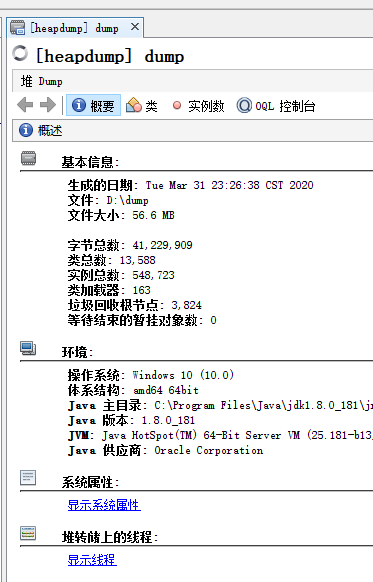 [heapdump] dump
[heapdump] dump
堆 Dump
概要 类 实例数 OQL 控制台
概述
基本信息:
生成的日期: Tue Mar 31 23:26:38 CST 2020
文件: D:\dump
文件大小: 56.6 MB
字节总数: 41,229,909
类总数: 13,588
实例总数: 548,723
类加载器: 163
垃圾回收根节点: 3,824
等待结束的暂挂对象数: 0
环境:
操作系统: Windows 10 (10.0)
体系结构: amd64 64bit
Java 主目录: C:\Program Files\Java\jdk1.8.0_181\jr
Java 版本: 1.8.0_181
JVM: Java HotSpot(TM) 64-Bit Server VM (25.181-b13,
Java 供应商: Oracle Corporation
系统属性:
显示系统属性
堆转储上的线程:
显示线程